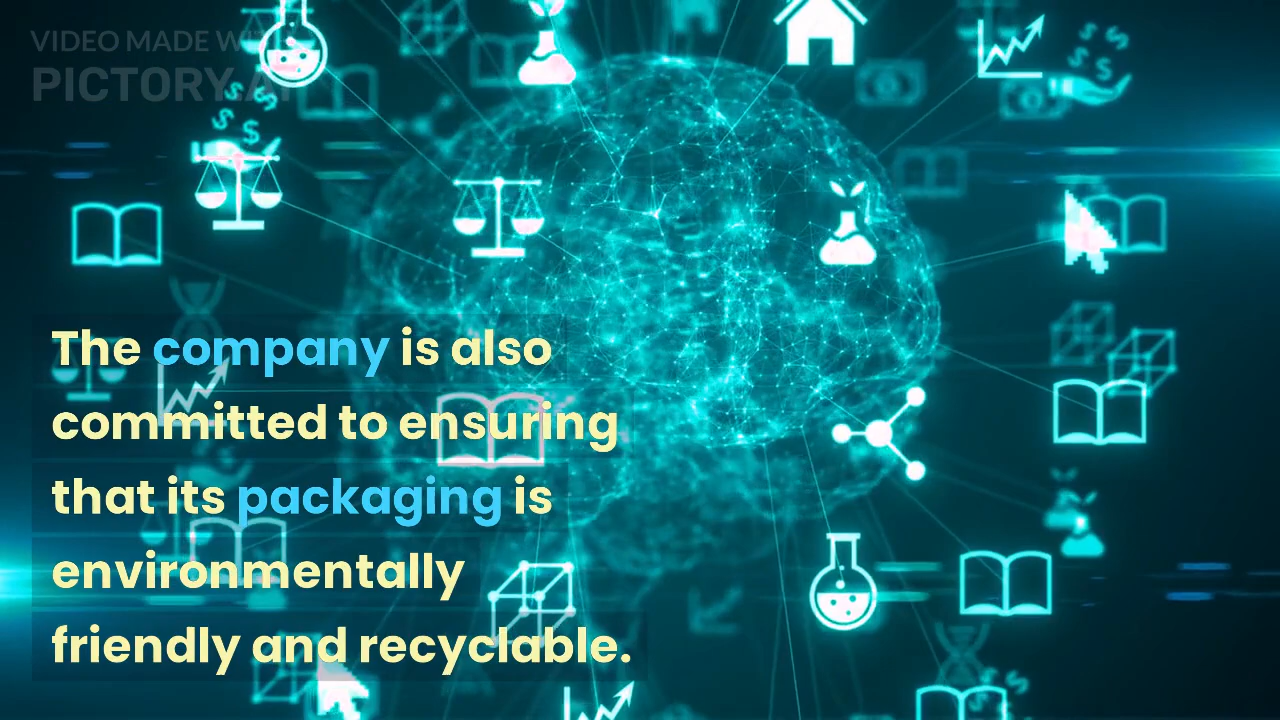 VIDEO MADE WITH
PICTORY.AI
The company is also
committed to ensuring
that its packaging is
environmentally
friendly and recyclable.